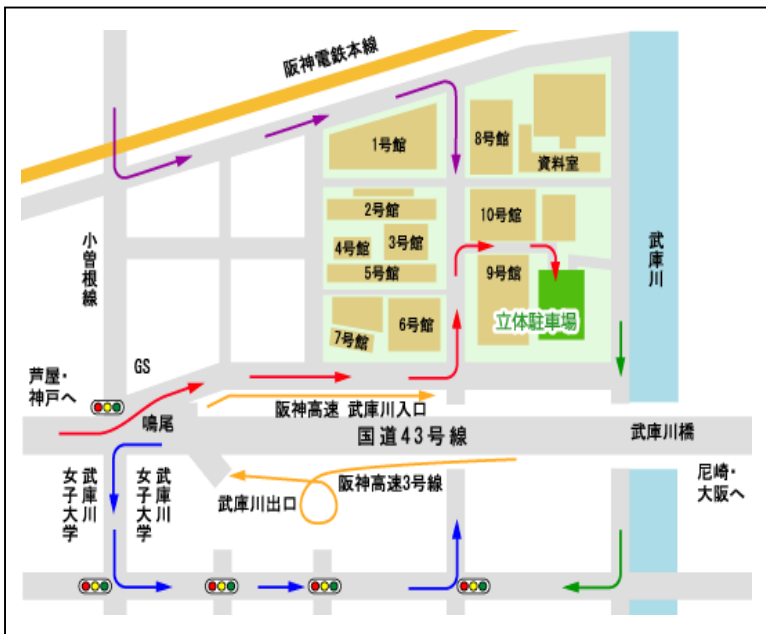 阪神電鉄本線
1号館
8号館
資料室
2号館
10号館
3号館
4号館
5号館
9号館
小曽根線
武庫川
立体駐車場
6号館
7号館
GS
芦屋・
神戸へ
阪神高速 武庫川入口
鳴尾
国道43号線
武庫川橋
武庫川
女子大学
武庫川
女子大学
阪神高速3号線
武庫川出口
尼崎・
大阪へ